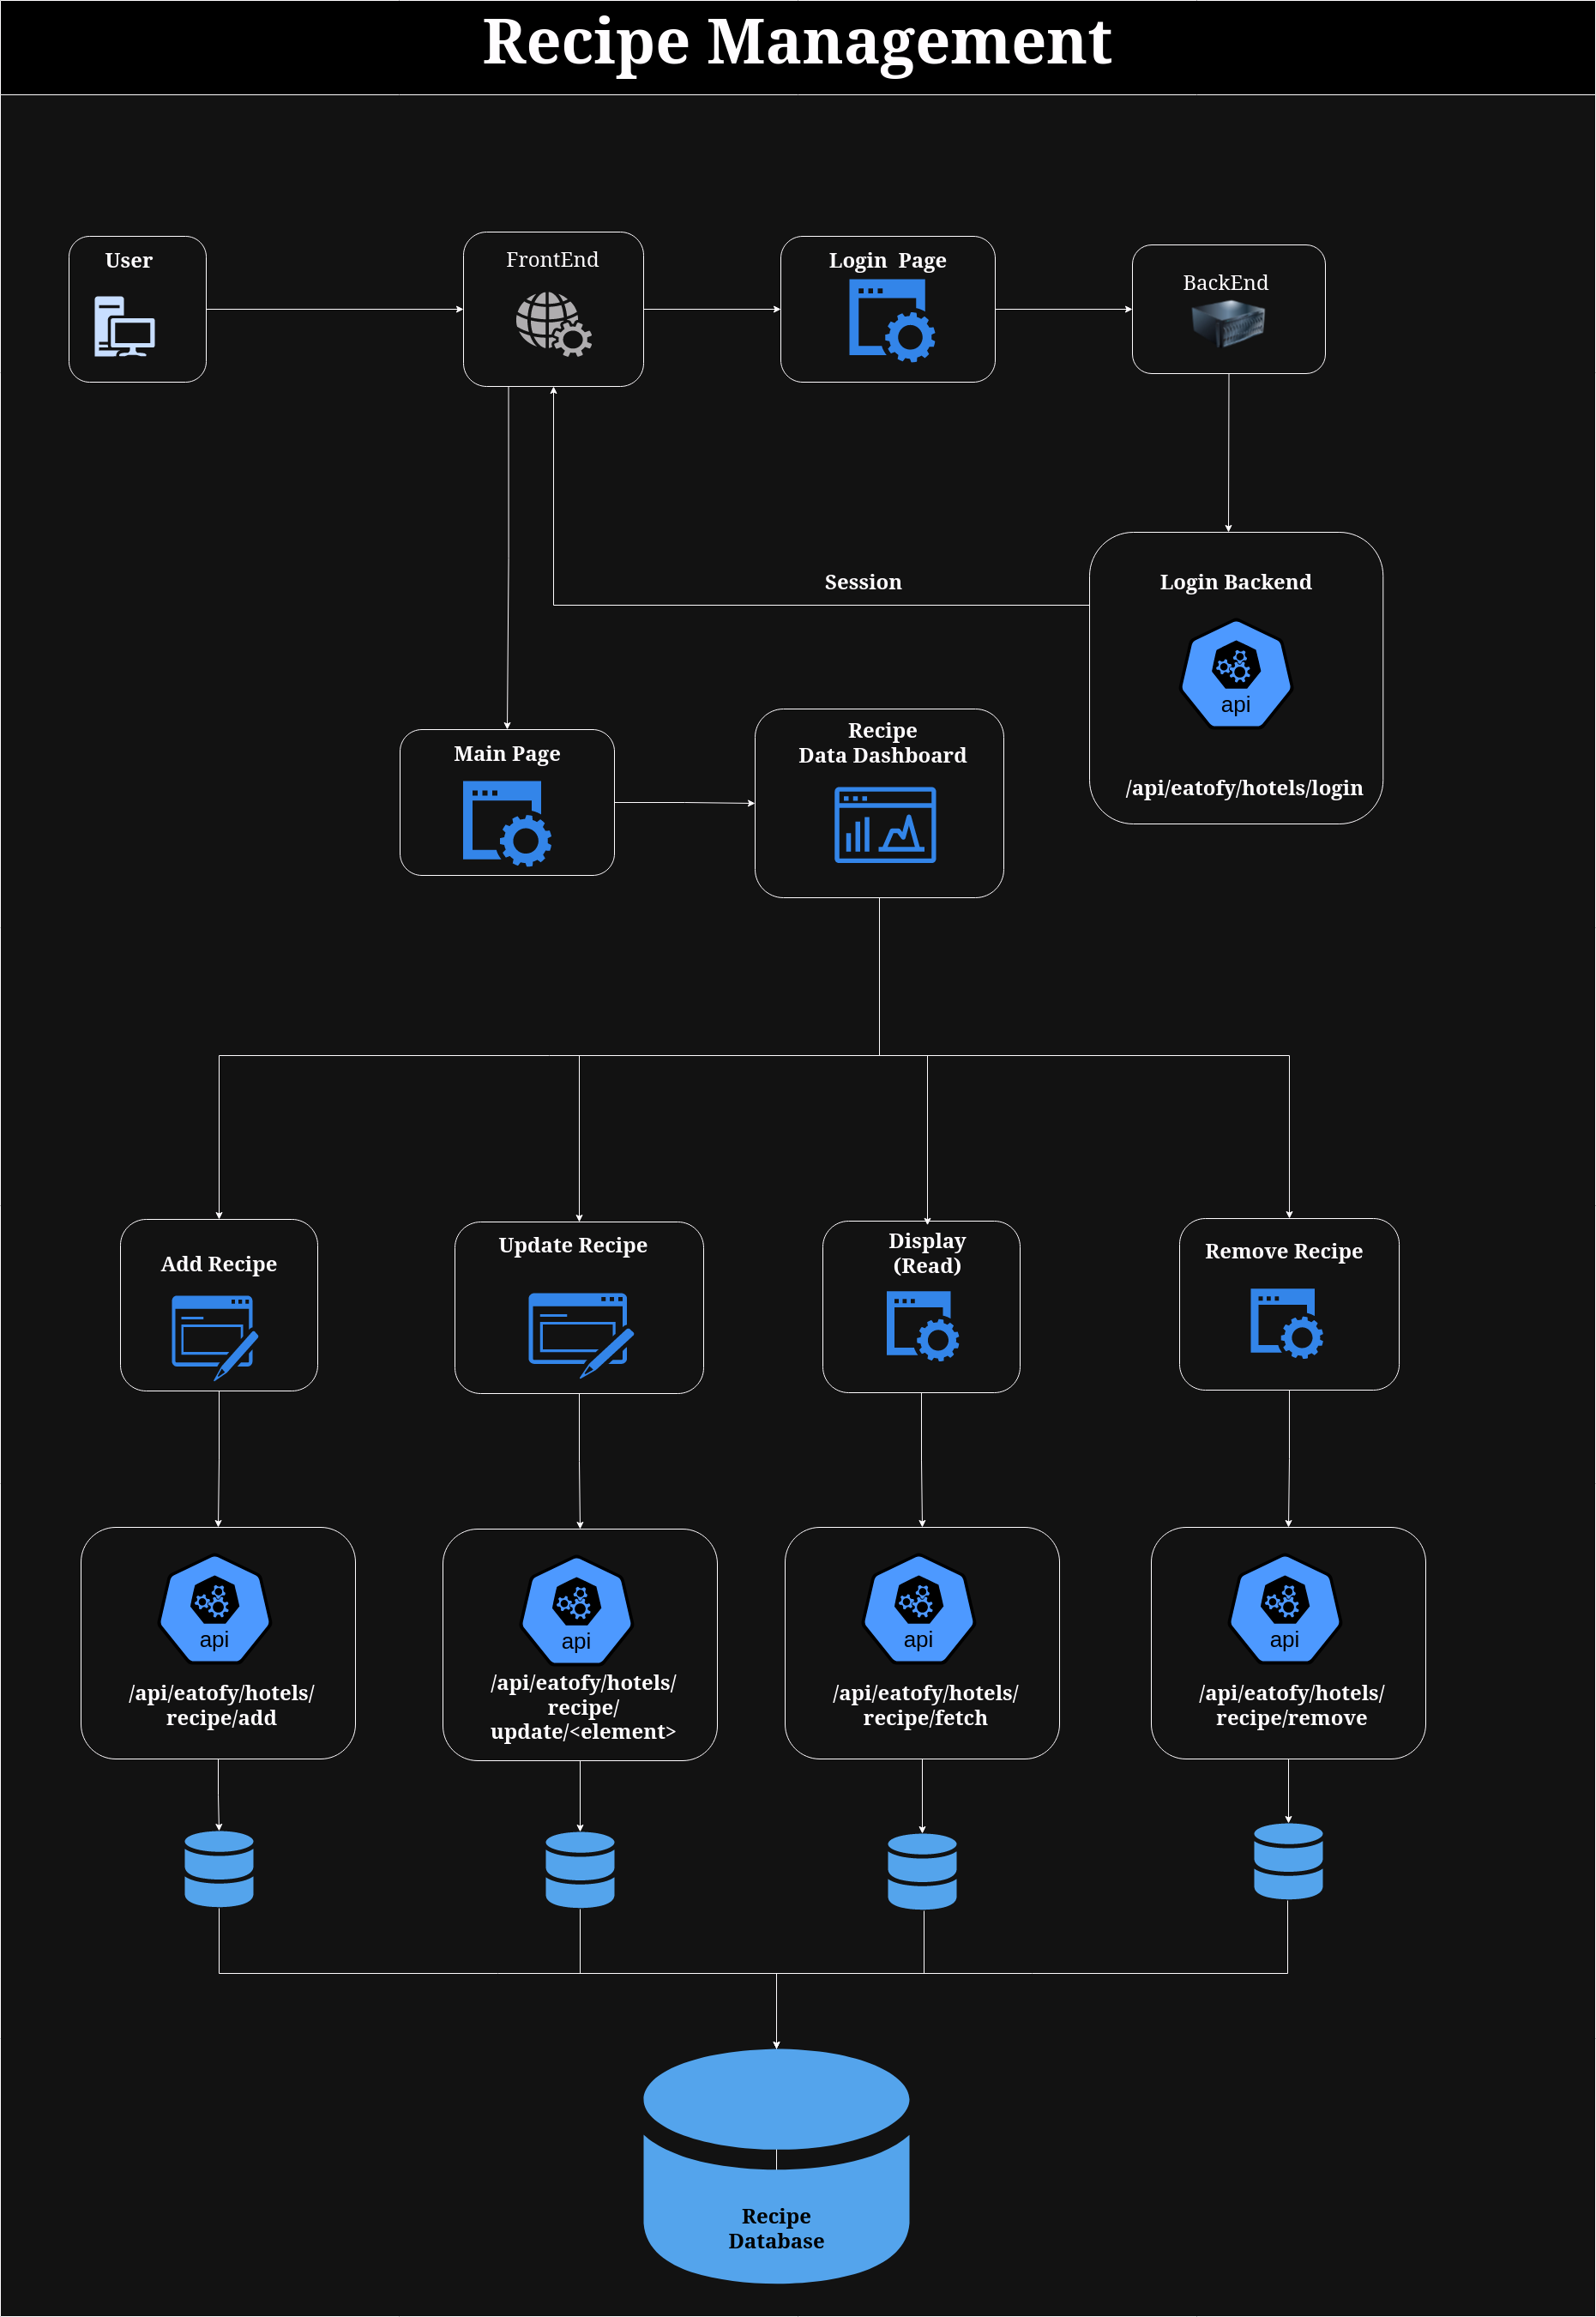 Recipe Management
User
FrontEnd
Login  Page
BackEnd
Session
Login Backend
api
/api/eatofy/hotels/login
Main Page
Recipe
Data Dashboard
Add Recipe
Update Recipe
Display
(Read)
Remove Recipe
api
/api/eatofy/hotels/
recipe/add
api
/api/eatofy/hotels/
recipe/
update/<element>
api
/api/eatofy/hotels/
recipe/fetch
api
/api/eatofy/hotels/
recipe/remove
Recipe
Database